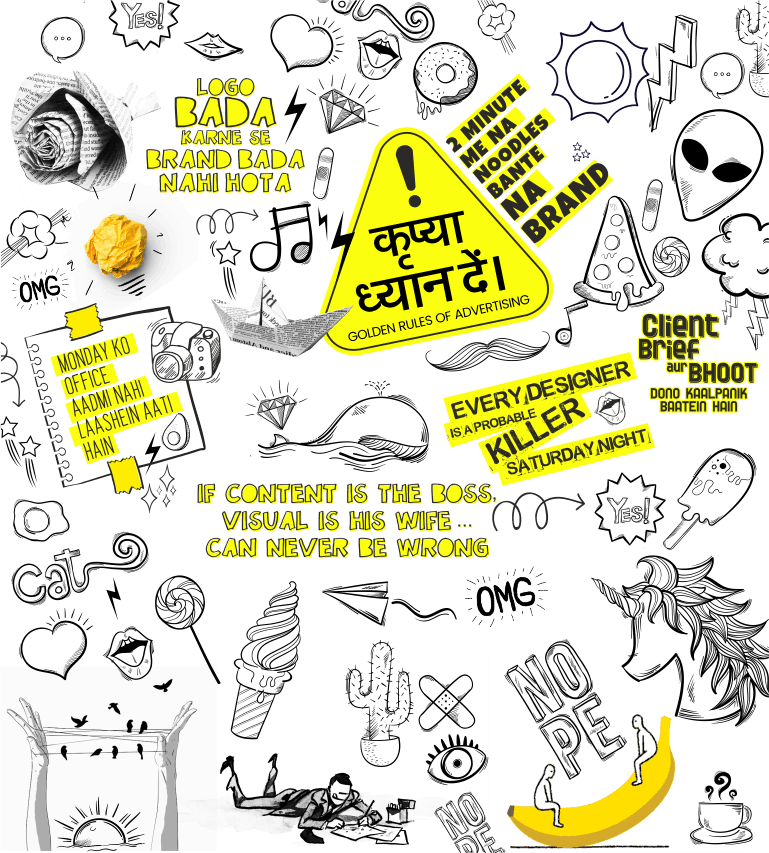 YES!
LOGO
BADA
KARNE SE
BRAND BADA
NAHI HOTA
2 MINUTE
ME NA
NOODLES
BANTE
NA
BRAND
!
कृप्या
ध्यान दें।
GOLDEN RULES OF ADVERTISING
OMG
MONDAY KO
OFFICE
AADMI NAHI
LAASHEIN AATI
HAIN
Client
Brief
aur BHOOT
DONO KAALPANIK
BAATEIN HAIN
EVERY DESIGNER
IS A PROBABLE
KILLER
SATURDAY NIGHT
IF CONTENT IS THE BOSS,
VISUAL IS HIS WIFE ...
CAN NEVER BE WRONG
YES!
Cat
OMG
NO
PE
NO
PE